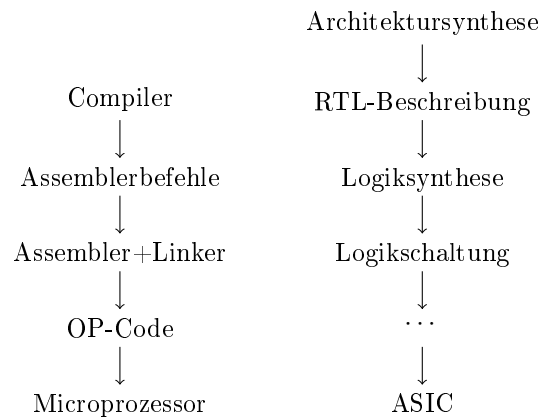 Architektursynthese
Compiler
RTL-Beschreibung
Assemblerbefehle
Logiksynthese
Assembler+Linker
Logikschaltung
OP-Code
···
Microprozessor
ASIC